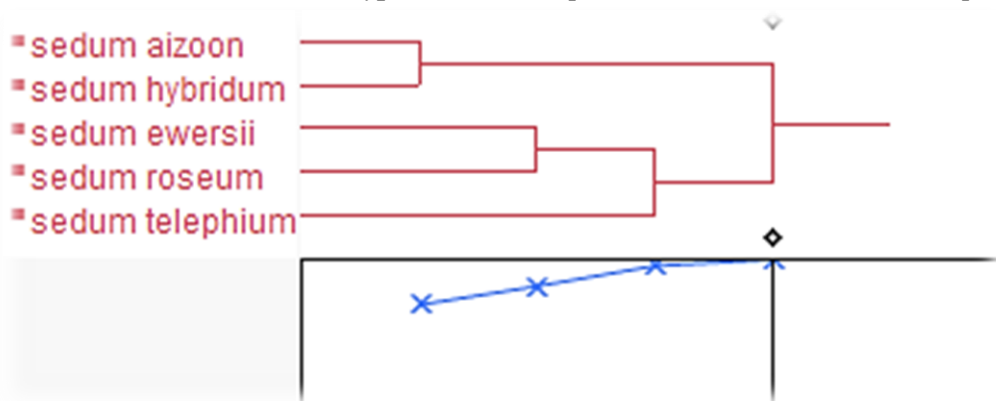 sedum aizoon
sedum hybridum
sedum ewersii
sedum roseum
sedum telephium